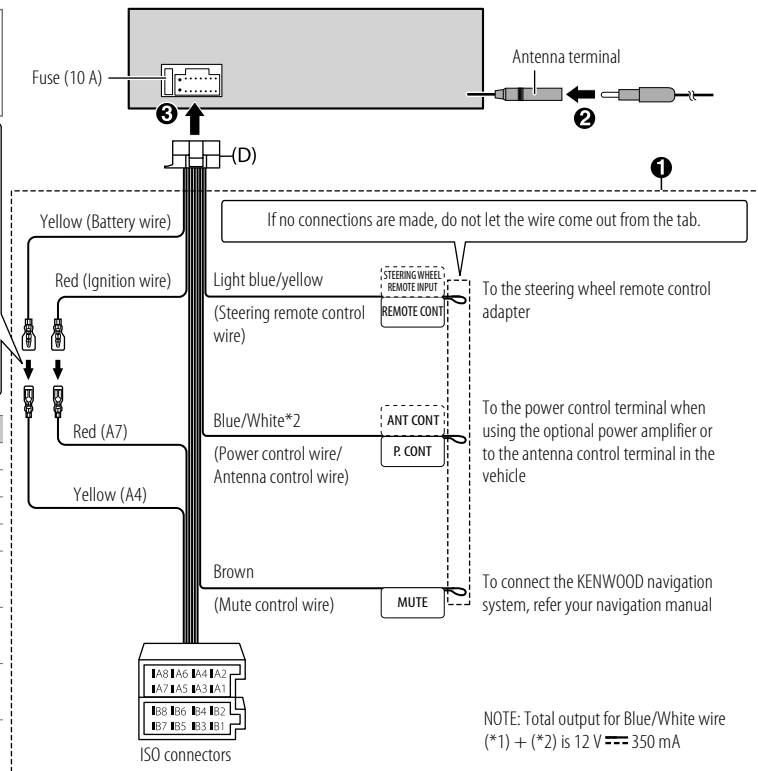 Antenna terminal
Fuse (10 A)
❸
❷
(D)
❶
If no connections are made, do not let the wire come out from the tab.
Yellow (Battery wire)
Red (Ignition wire)
Light blue/yellow
(Steering remote control
wire)
STEERING WHEEL
REMOTE INPUT
REMOTE CONT
To the steering wheel remote control
adapter
Red (A7)
Yellow (A4)
Blue/White*2
(Power control wire/
Antenna control wire)
ANT CONT
P. CONT
To the power control terminal when
using the optional power amplifier or
to the antenna control terminal in the
vehicle
Brown
(Mute control wire)
MUTE
To connect the KENWOOD navigation
system, refer your navigation manual
A8 A6 A4 A2
A7 A5 A3 A1
B8 B6 B4 B2
B7 B5 B3 B1
ISO connectors
NOTE: Total output for Blue/White wire
(*1) + (*2) is 12 V ⎓ 350 mA